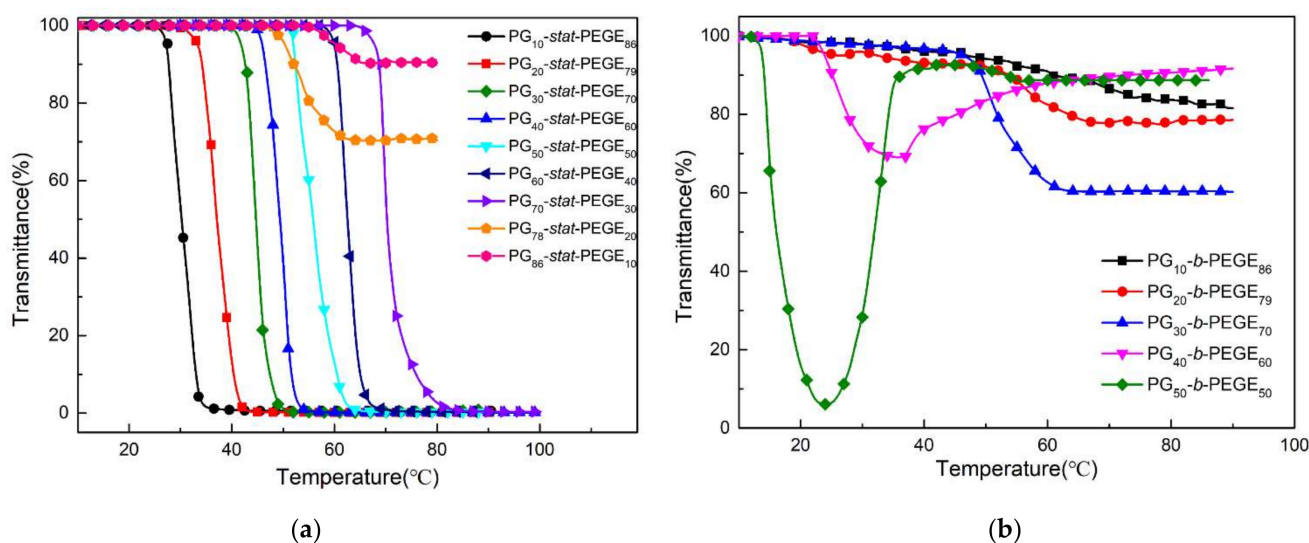 100
80
60
40
20
0
Transmittance(%)
20 40 60 80 100
Temperature(℃)
PG10-stat-PEGE86
PG20-stat-PEGE79
PG30-stat-PEGE70
PG40-stat-PEGE60
PG50-stat-PEGE50
PG60-stat-PEGE40
PG70-stat-PEGE30
PG78-stat-PEGE20
PG86-stat-PEGE10
(a)
100
80
60
40
20
0
Transmittance(%)
20 40 60 80 100
Temperature(℃)
PG10-b-PEGE86
PG20-b-PEGE79
PG30-b-PEGE70
PG40-b-PEGE60
PG50-b-PEGE50
(b)